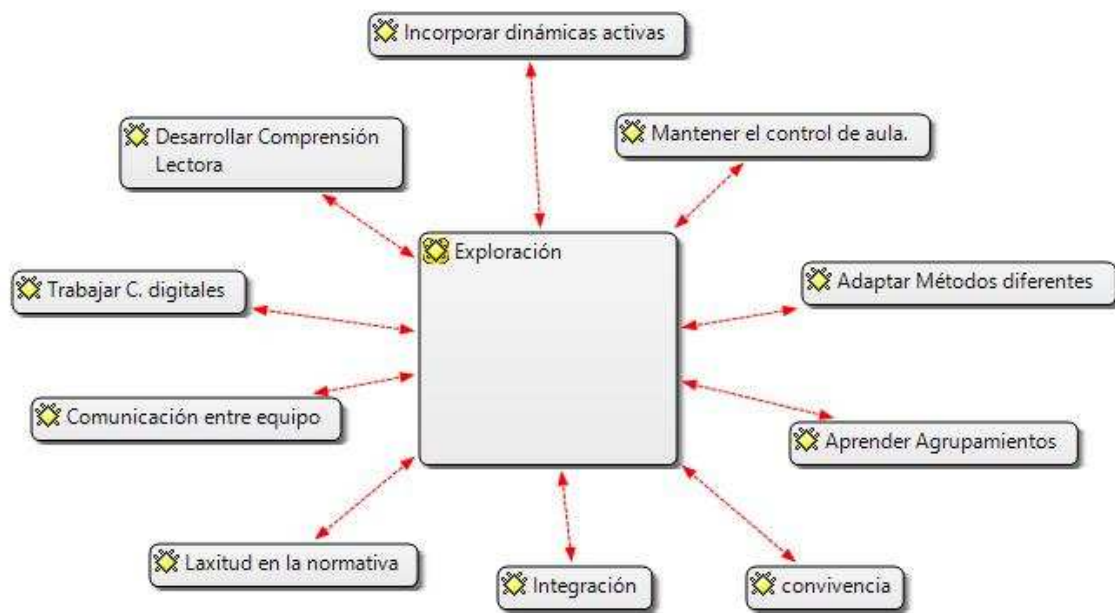 Incorporar dinámicas activas
Desarrollar Comprensión
Lectora
Mantener el control de aula.
Exploración
Trabajar C. digitales
Adaptar Métodos diferentes
Comunicación entre equipo
Aprender Agrupamientos
Laxitud en la normativa
Integración
convivencia